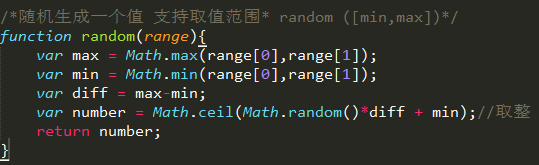 /*随机生成一个值 支持取值范围* random ([min,max])*/
function random(range){
    var max = Math.max(range[0],range[1]);
    var min = Math.min(range[0],range[1]);
    var diff = max-min;
    var number = Math.ceil(Math.random()*diff + min);//取整
    return number;
}